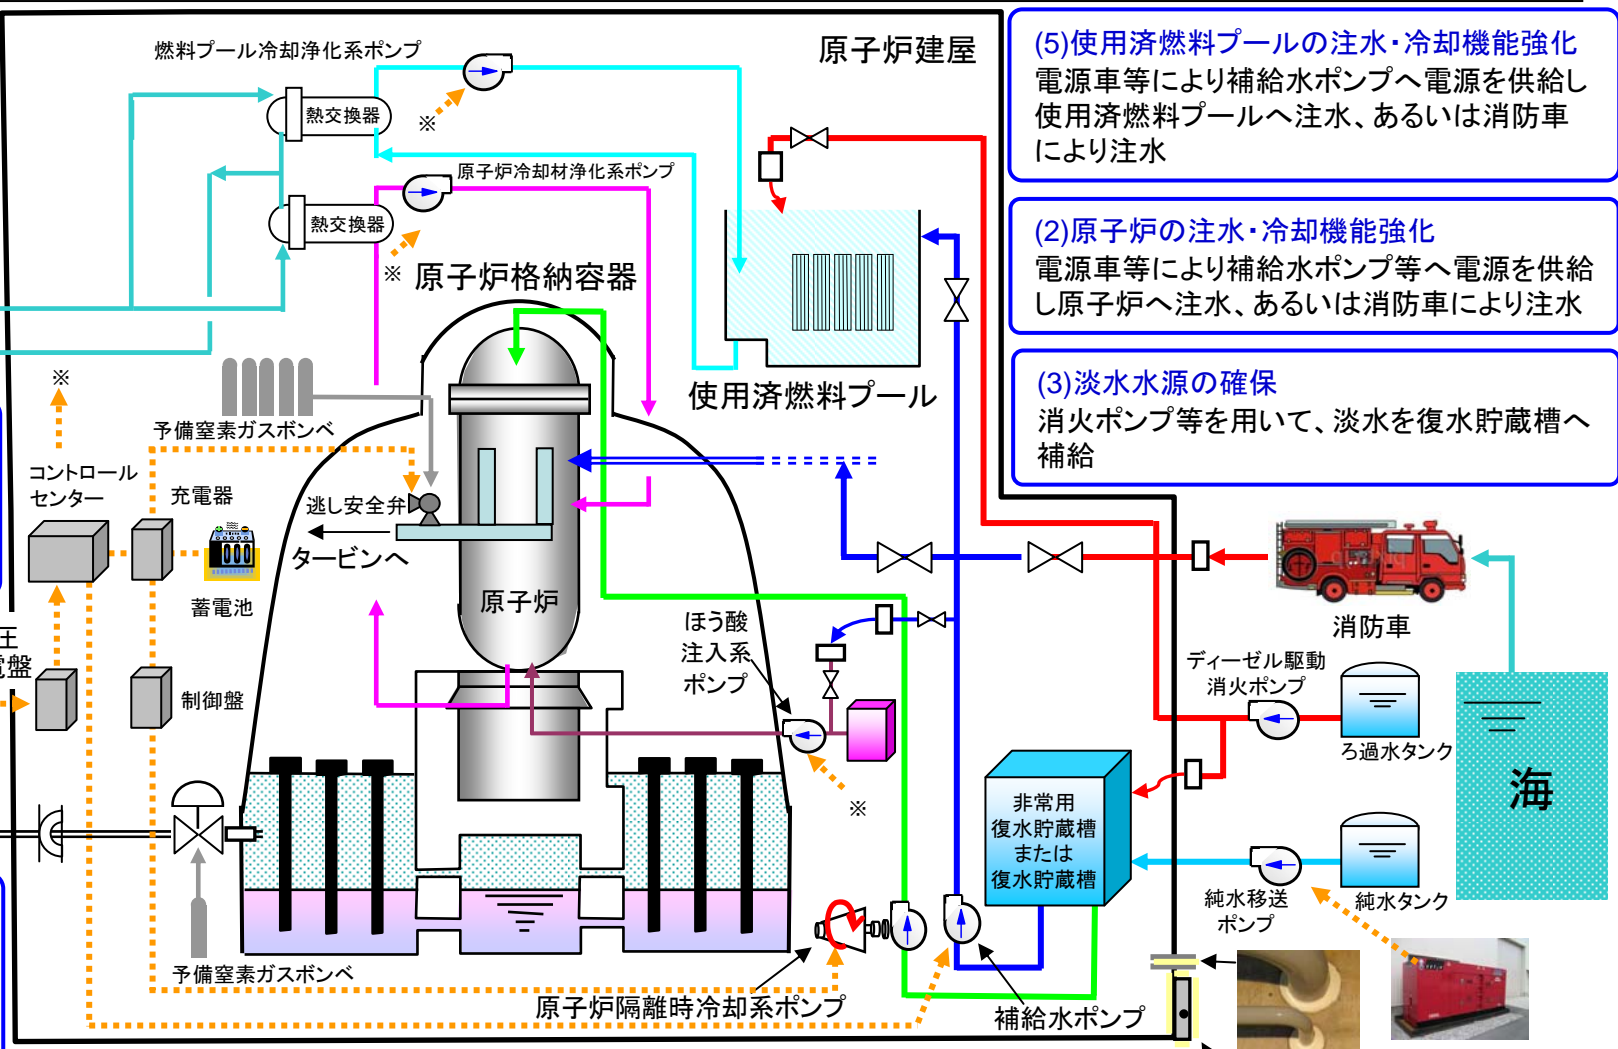 燃料プール冷却浄化系ポンプ
原子炉建屋
熱交換器
※
原子炉冷却材浄化系ポンプ
熱交換器
※
原子炉格納容器
使用済燃料プール
※
予備窒素ガスボンベ
コントロール
センター
充電器
逃し安全弁
タービンへ
蓄電池
原子炉
圧
電盤
制御盤
ほう酸
注入系
ポンプ
※
予備窒素ガスボンベ
原子炉隔離時冷却系ポンプ
補給水ポンプ
非常用
復水貯蔵槽
または
復水貯蔵槽
(5)使用済燃料プールの注水・冷却機能強化
電源車等により補給水ポンプへ電源を供給し
使用済燃料プールへ注水、あるいは消防車
により注水
(2)原子炉の注水・冷却機能強化
電源車等により補給水ポンプ等へ電源を供給
し原子炉へ注水、あるいは消防車により注水
(3)淡水水源の確保
消火ポンプ等を用いて、淡水を復水貯蔵槽へ
補給
消防車
ディーゼル駆動
消火ポンプ
ろ過水タンク
海
純水移送
ポンプ
純水タンク